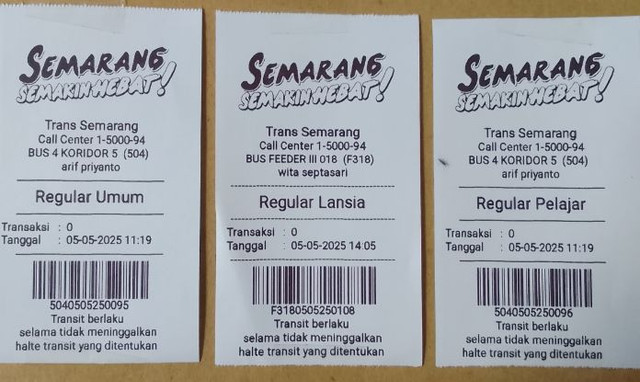 SEMARANG
SEMAKIN HEBAT!
Trans Semarang
Call Center 1-5000-94
BUS 4 KORIDOR 5 (504)
arif priyanto
Regular Umum
Transaksi : 0
Tanggal : 05-05-2025 11:19
5040505250095
Transit berlaku
selama tidak meninggalkan
halte transit yang ditentukan
SEMARANG
SEMAKIN HEBAT!
Trans Semarang
Call Center 1-5000-94
BUS FEEDER III 018 (F318)
wita septasari
Regular Lansia
Transaksi : 0
Tanggal : 05-05-2025 14:05
F3180505250108
Transit berlaku
selama tidak meninggalkan
halte transit yang ditentukan
SEMARANG
SEMAKIN HEBAT!
Trans Semarang
Call Center 1-5000-94
BUS 4 KORIDOR 5 (504)
arif priyanto
Regular Pelajar
Transaksi : 0
Tanggal : 05-05-2025 11:19
5040505250096
Transit berlaku
selama tidak meninggalkan
halte transit yang ditentukan